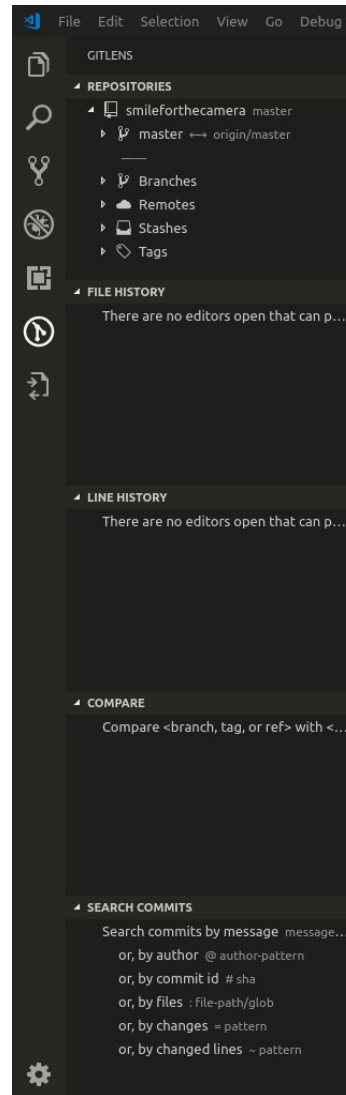 File Edit Selection View Go Debug
GITLENS
REPOSITORIES
smileforthecamera master
master ↔ origin/master
Branches
Remotes
Stashes
Tags
FILE HISTORY
There are no editors open that can p...
LINE HISTORY
There are no editors open that can p...
COMPARE
Compare <branch, tag, or ref> with <...
SEARCH COMMITS
Search commits by message message...
or, by author @ author-pattern
or, by commit id # sha
or, by files : file-path/glob
or, by changes = pattern
or, by changed lines ~ pattern